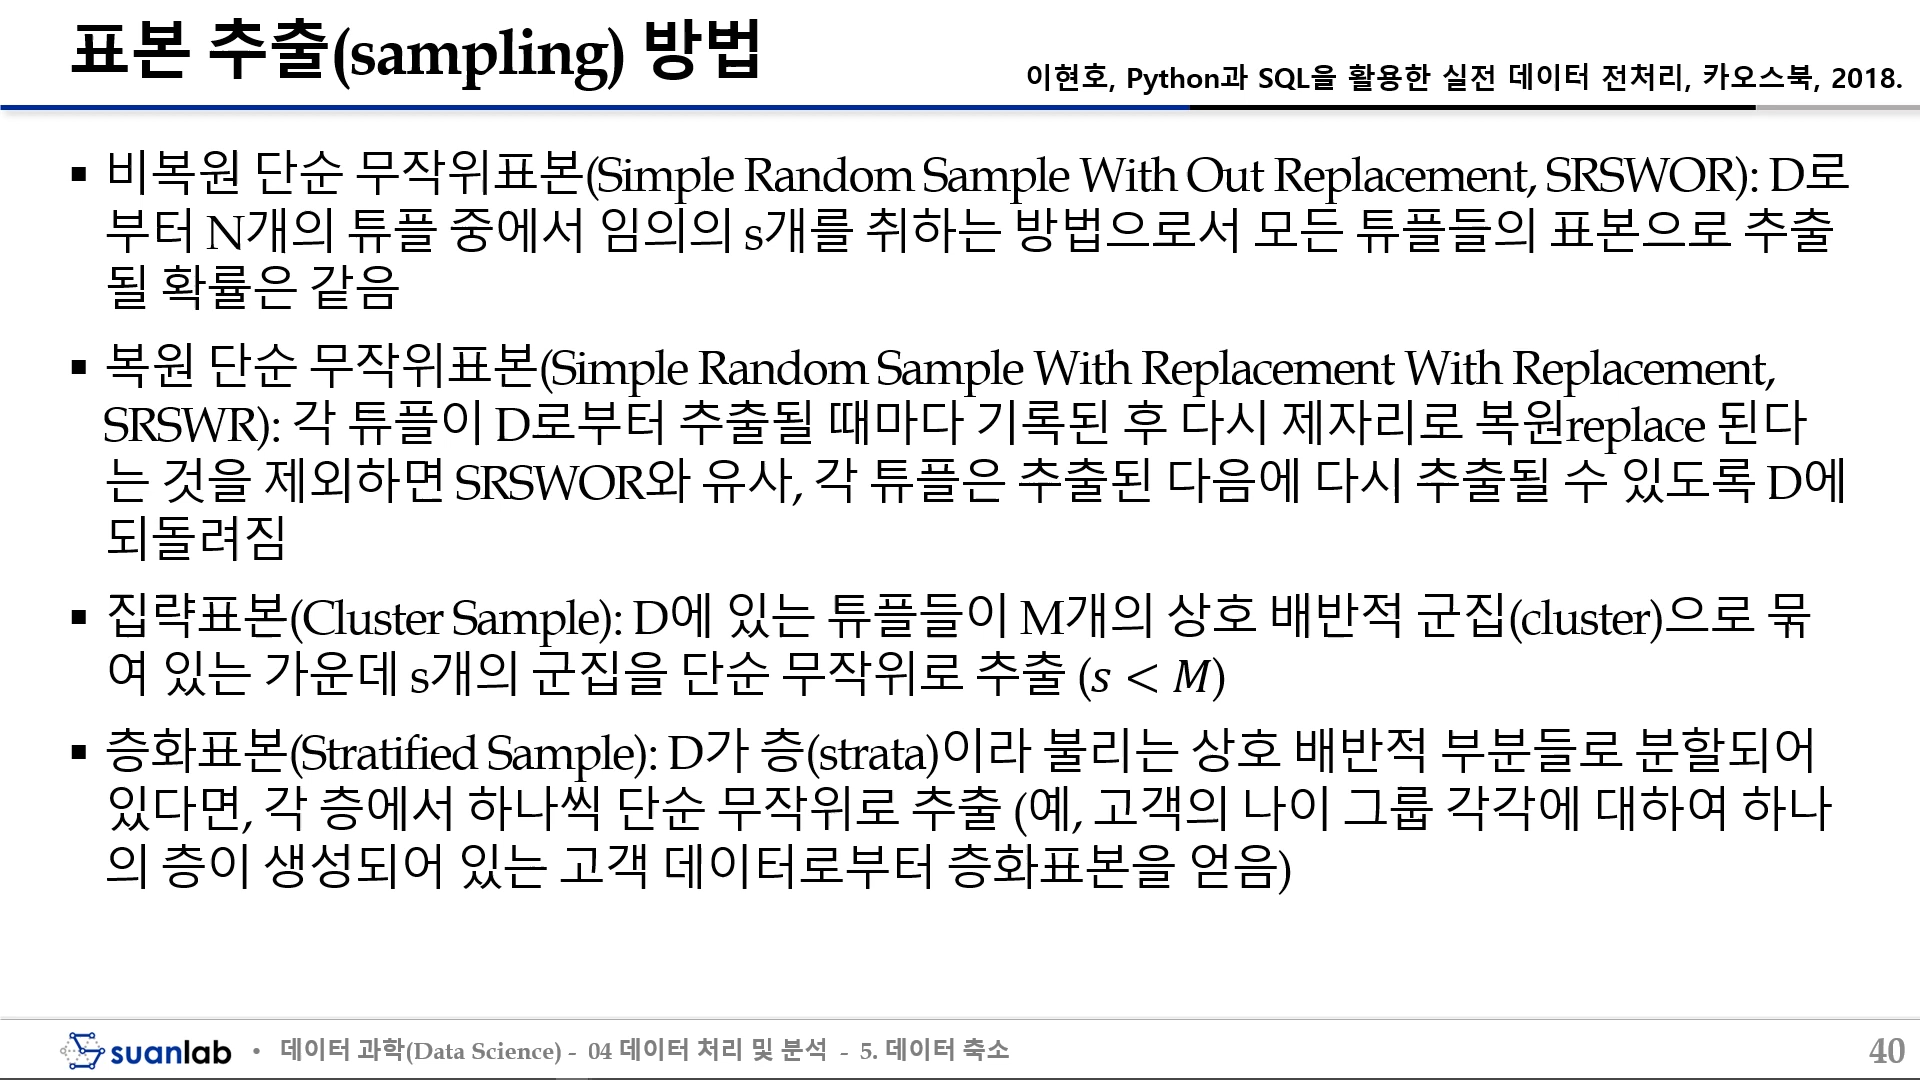 표본 추출(sampling) 방법
이현호, Python과 SQL을 활용한 실전 데이터 전처리, 카오스북, 2018.
▪ 비복원 단순 무작위표본(Simple Random Sample With Out Replacement, SRSWOR): D로
부터 N개의 튜플 중에서 임의의 s개를 취하는 방법으로서 모든 튜플들의 표본으로 추출
될 확률은 같음
▪ 복원 단순 무작위표본(Simple Random Sample With Replacement With Replacement,
SRSWR): 각 튜플이 D로부터 추출될 때마다 기록된 후 다시 제자리로 복원replace 된다
는 것을 제외하면 SRSWOR와 유사, 각 튜플은 추출된 다음에 다시 추출될 수 있도록 D에
되돌려짐
▪ 집략표본(Cluster Sample): D에 있는 튜플들이 M개의 상호 배반적 군집(cluster)으로 묶
여 있는 가운데 s개의 군집을 단순 무작위로 추출 (s < M)
▪ 층화표본(Stratified Sample): D가 층(strata)이라 불리는 상호 배반적 부분들로 분할되어
있다면, 각 층에서 하나씩 단순 무작위로 추출 (예, 고객의 나이 그룹 각각에 대하여 하나
의 층이 생성되어 있는 고객 데이터로부터 층화표본을 얻음)
suanlab • 데이터 과학(Data Science) - 04 데이터 처리 및 분석 - 5. 데이터 축소
40